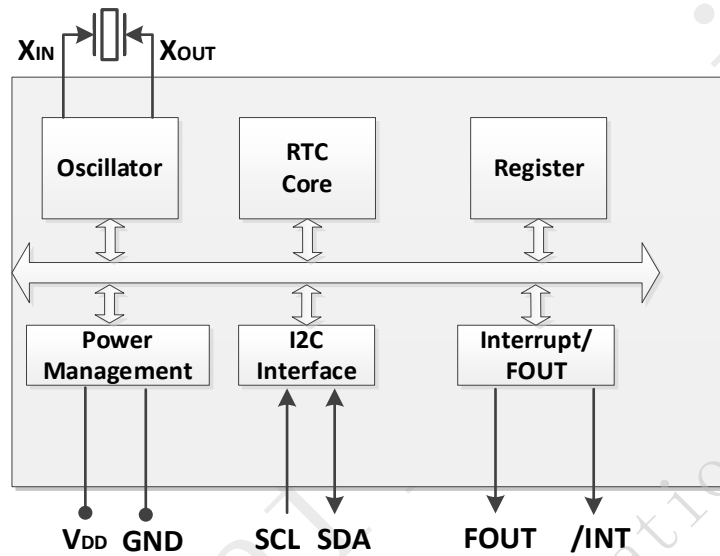 XIN XOUT
Oscillator
RTC
Core
Register
Power
Management
I2C
Interface
Interrupt/
FOUT
VDD GND SCL SDA FOUT /INT